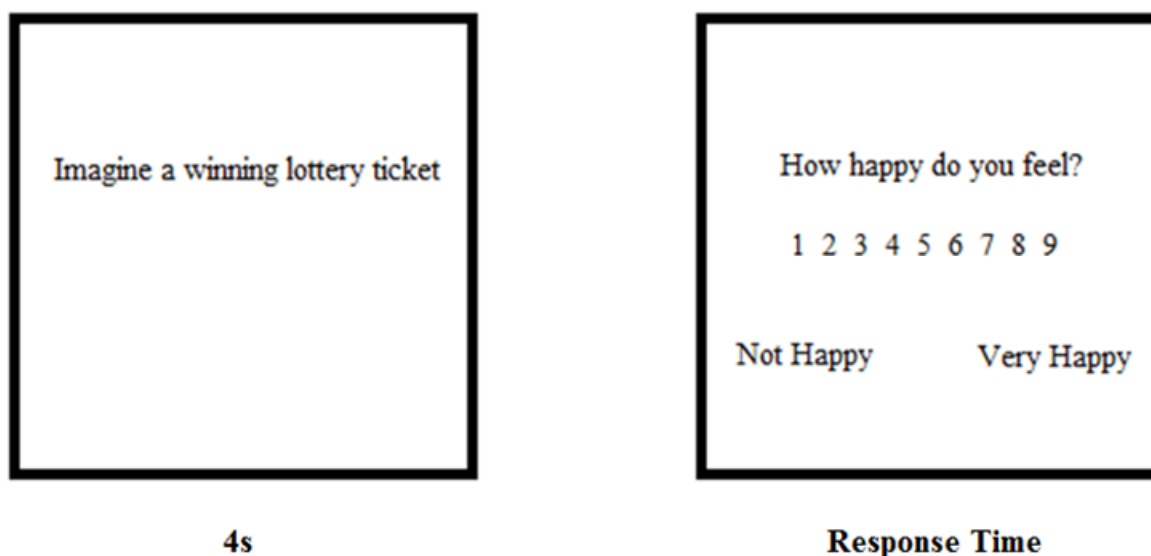 Imagine a winning lottery ticket
4s
How happy do you feel?
1 2 3 4 5 6 7 8 9
Not Happy Very Happy
Response Time